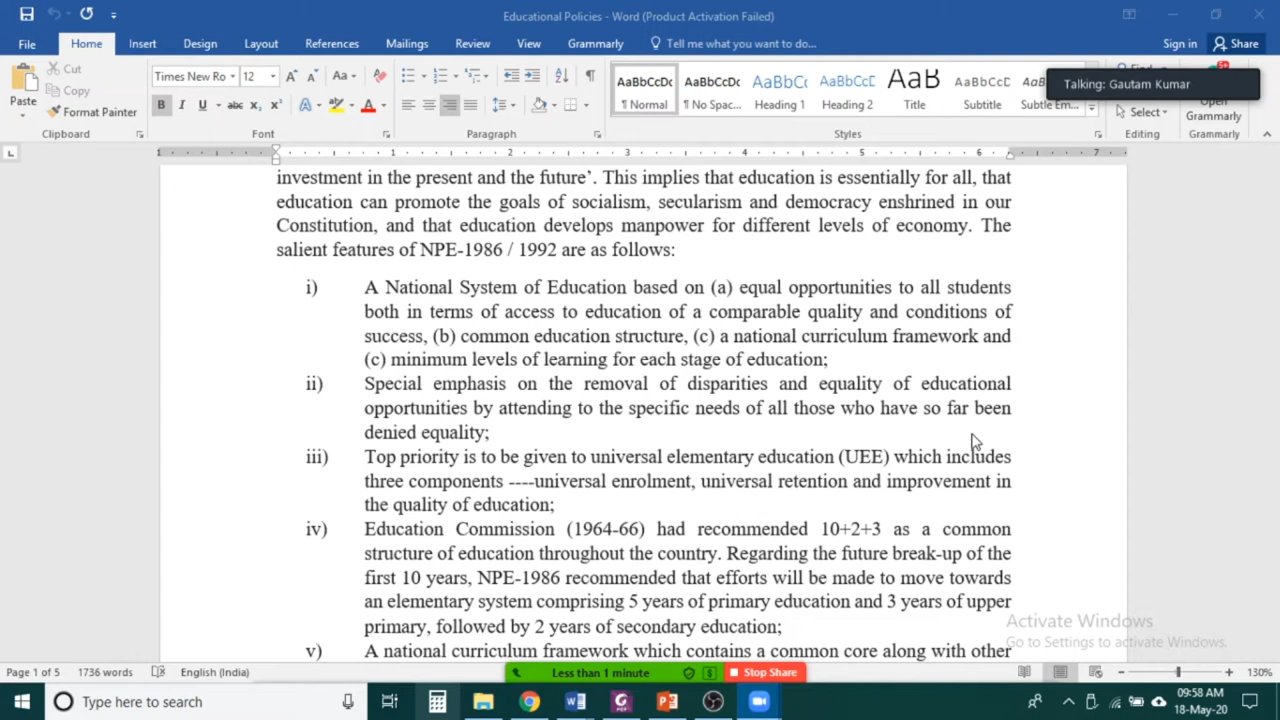 Educational Policies - Word (Product Activation Failed)
File Home Insert Design Layout References Mailings Review View Grammarly Tell me what you want to do... Sign in Share
Paste
Cut
Copy
Format Painter
Clipboard
Times New Ro 12
Font
Paragraph
AaBbCcDc ¶ Normal
AaBbCcDc ¶ No Spac...
AaBbCc Heading 1
AaBbCcD Heading 2
AaB Title
AaBbCcD Subtitle
Subtle Em...
Styles
Talking: Gautam Kumar
Select
Editing
Open Grammarly
Grammarly
1 1 2 3 4 5 6 7
investment in the present and the future’. This implies that education is essentially for all, that
education can promote the goals of socialism, secularism and democracy enshrined in our
Constitution, and that education develops manpower for different levels of economy. The
salient features of NPE-1986 / 1992 are as follows:
i) A National System of Education based on (a) equal opportunities to all students
both in terms of access to education of a comparable quality and conditions of
success, (b) common education structure, (c) a national curriculum framework and
(c) minimum levels of learning for each stage of education;
ii) Special emphasis on the removal of disparities and equality of educational
opportunities by attending to the specific needs of all those who have so far been
denied equality;
iii) Top priority is to be given to universal elementary education (UEE) which includes
three components ----universal enrolment, universal retention and improvement in
the quality of education;
iv) Education Commission (1964-66) had recommended 10+2+3 as a common
structure of education throughout the country. Regarding the future break-up of the
first 10 years, NPE-1986 recommended that efforts will be made to move towards
an elementary system comprising 5 years of primary education and 3 years of upper
primary, followed by 2 years of secondary education;
v) A national curriculum framework which contains a common core along with other
Activate Windows
Go to Settings to activate Windows.
Page 1 of 5 1736 words English (India) Less than 1 minute Stop Share 130%
Type here to search
09:58 AM
18-May-20